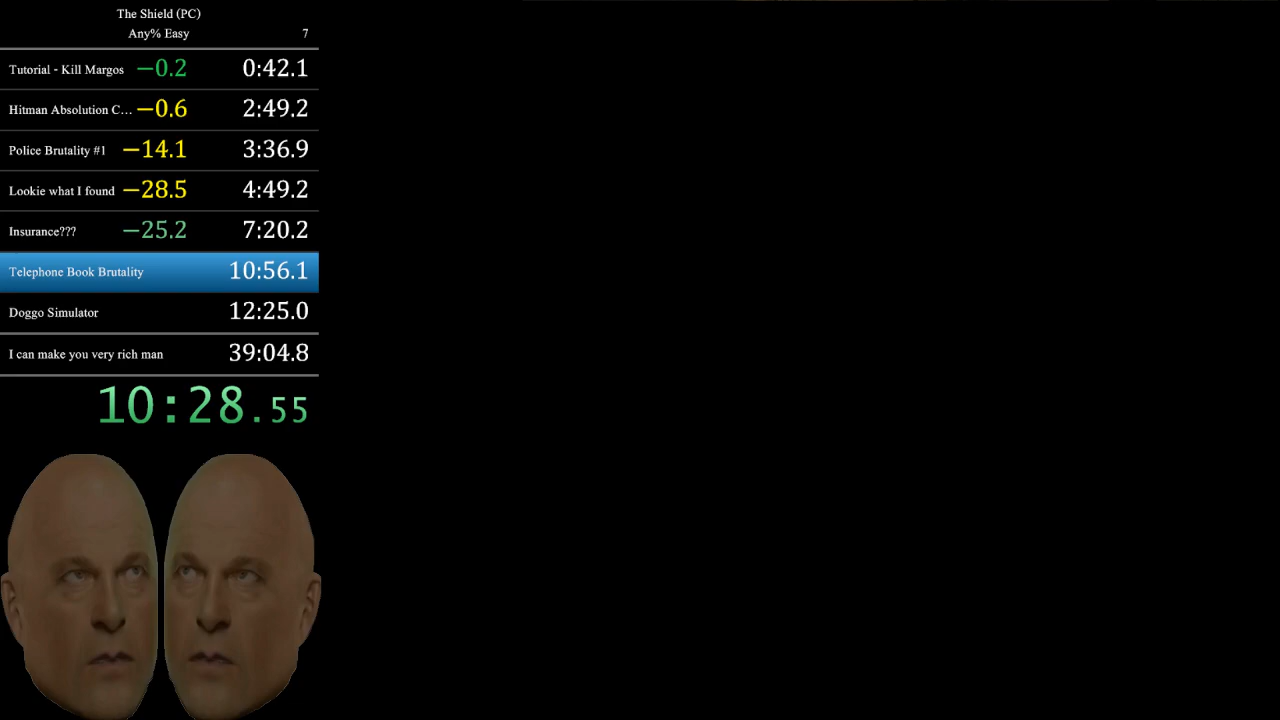 The Shield (PC)
Any% Easy 7
Tutorial - Kill Margos −0.2 0:42.1
Hitman Absolution C... −0.6 2:49.2
Police Brutality #1 −14.1 3:36.9
Lookie what I found −28.5 4:49.2
Insurance??? −25.2 7:20.2
Telephone Book Brutality 10:56.1
Doggo Simulator 12:25.0
I can make you very rich man 39:04.8
10:28.55